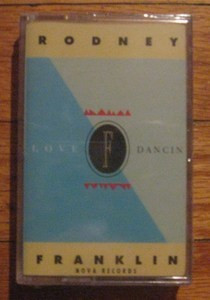 RODNEY
LOVE F DANCIN
FRANKLIN
NOVA RECORDS